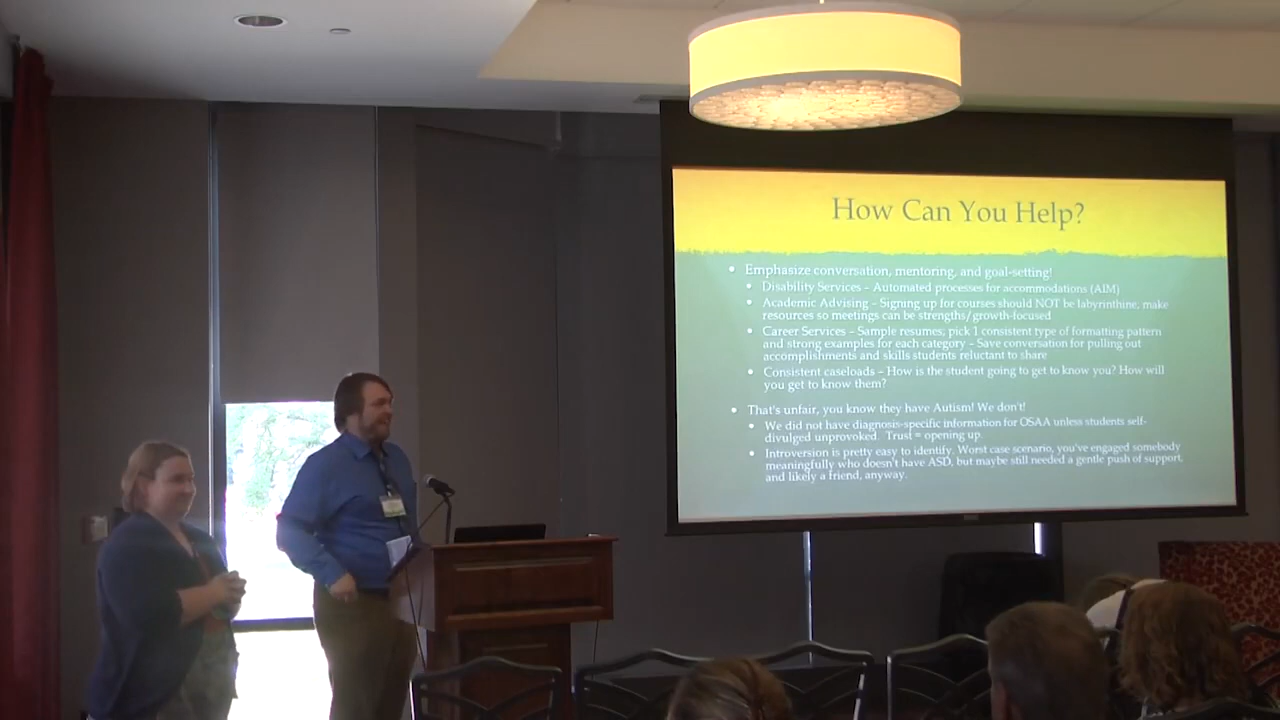 How Can You Help?
• Emphasize conversation, mentoring, and goal-setting!
• Disability Services – Automated processes for accommodations (AIM)
• Academic Advising – Signing up for courses should NOT be labyrinthine, make
resources so meetings can be strengths/growth-focused
• Career Services – Sample resumes, pick 1 consistent type of formatting pattern
and strong examples for each category – Save conversation for pulling out
accomplishments and skills students reluctant to share
• Consistent caseloads – How is the student going to get to know you? How will
you get to know them?
• That's unfair, you know they have Autism! We don't!
• We did not have diagnosis-specific information for OSAA unless students self-
divulged unprovoked. Trust = opening up.
• Introversion is pretty easy to identify. Worst case scenario, you've engaged somebody
meaningfully who doesn't have ASD, but maybe still needed a gentle push of support,
and likely a friend, anyway.